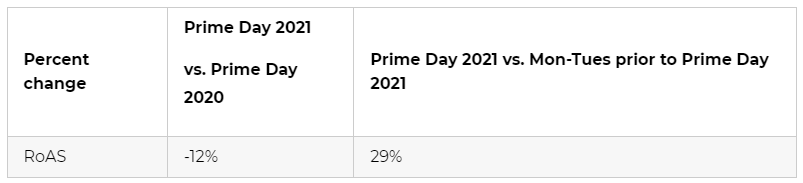 Percent
change
Prime Day 2021
vs. Prime Day
2020
Prime Day 2021 vs. Mon-Tues prior to Prime Day
2021
RoAS
-12%
29%